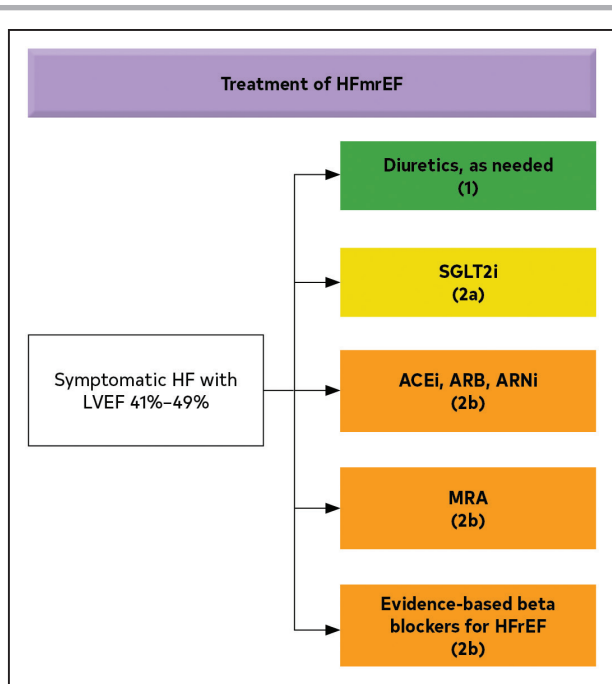 Treatment of HFmrEF
Symptomatic HF with
LVEF 41%–49%
Diuretics, as needed
(1)
SGLT2i
(2a)
ACEi, ARB, ARNi
(2b)
MRA
(2b)
Evidence-based beta
blockers for HFrEF
(2b)